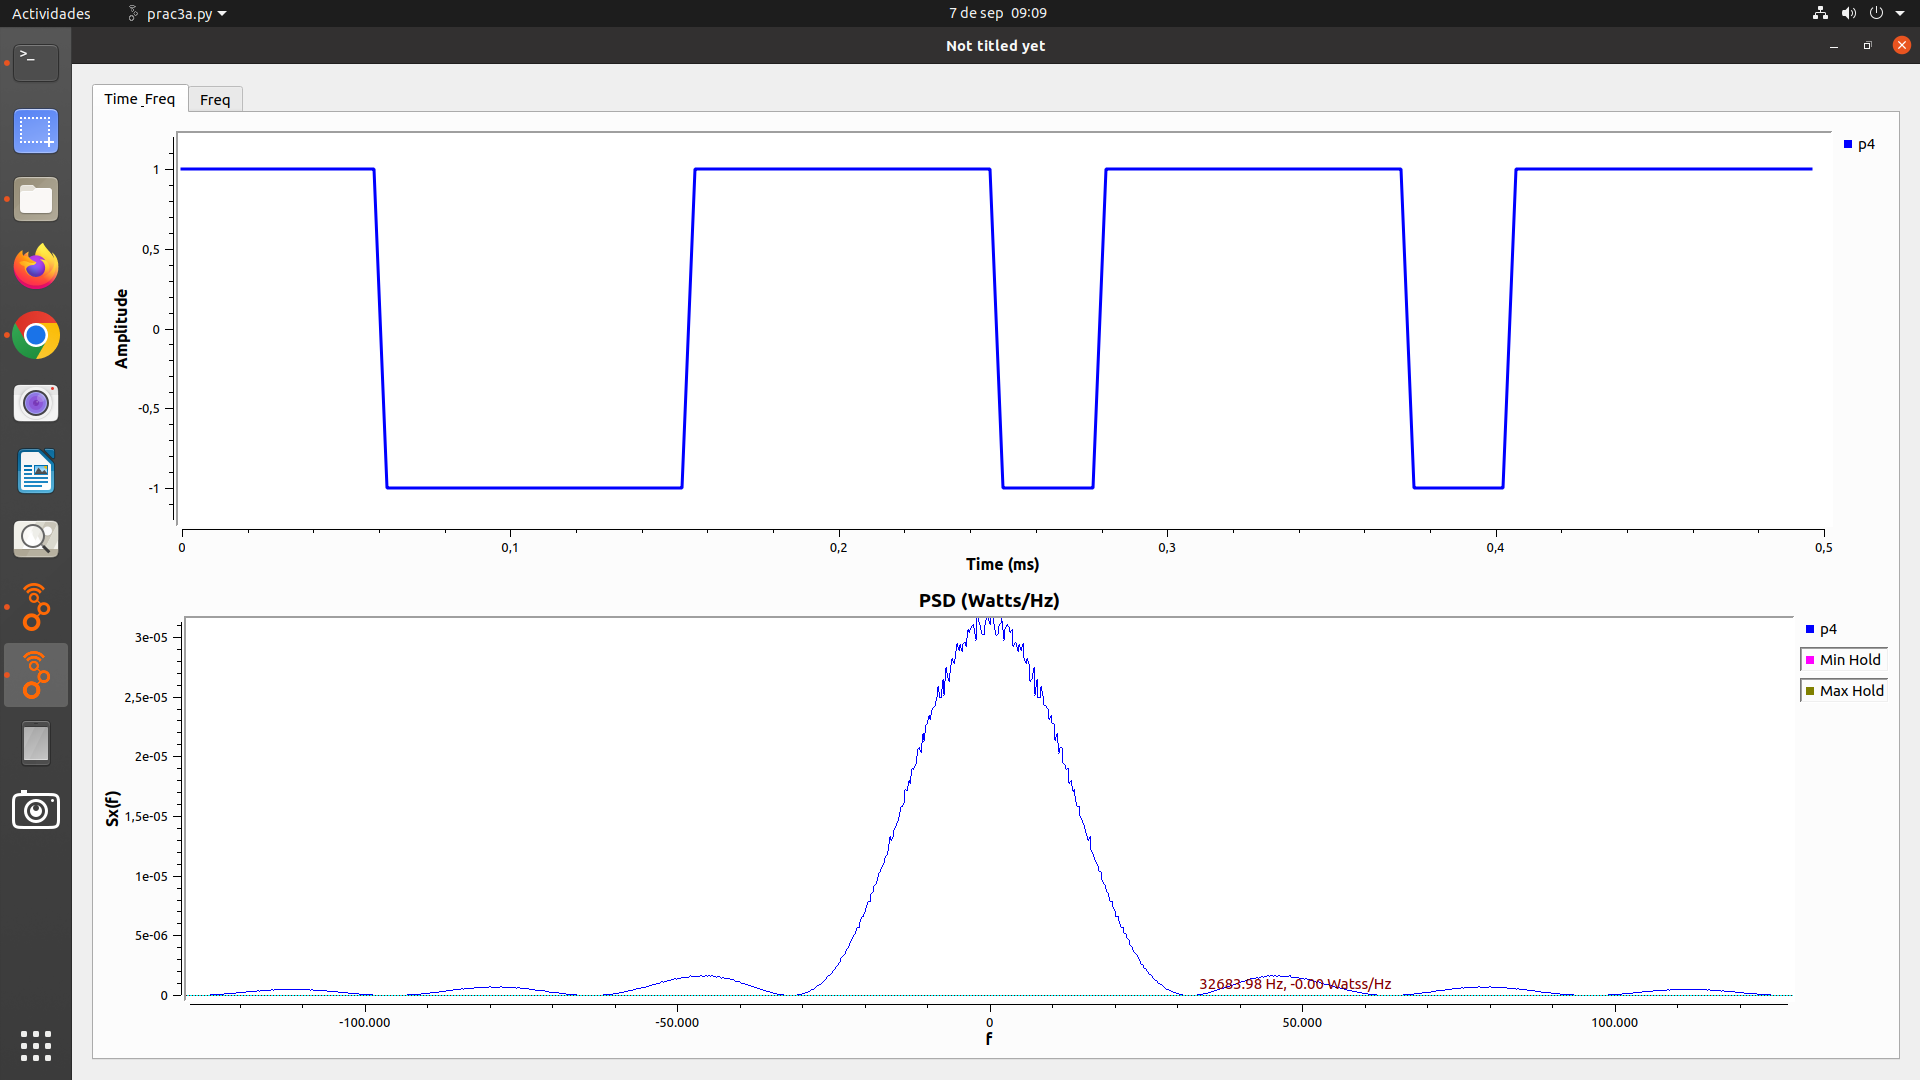 Actividades
prac3a.py
7 de sep 09:09
Not titled yet
Time_Freq
Freq
p4
1
0,5
0
-0,5
-1
Amplitude
0
0,1
0,2
0,3
0,4
0,5
Time (ms)
PSD (Watts/Hz)
p4
Min Hold
Max Hold
3e-05
2,5e-05
2e-05
1,5e-05
1e-05
5e-06
0
Sx(f)
32683.98 Hz, -0.00 Watss/Hz
-100.000
-50.000
0
50.000
100.000
f